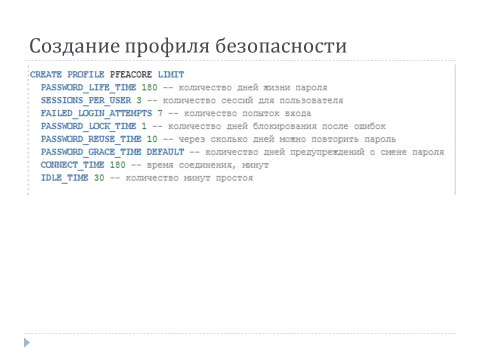 Создание профиля безопасности
CREATE PROFILE PFEACORE LIMIT
PASSWORD_LIFE_TIME 180 -- количество дней жизни пароля
SESSIONS_PER_USER 3 -- количество сессий для пользователя
FAILED_LOGIN_ATTEMPTS 7 -- количество попыток входа
PASSWORD_LOCK_TIME 1 -- количество дней блокирования после ошибок
PASSWORD_REUSE_TIME 10 -- через сколько дней можно повторить пароль
PASSWORD_GRACE_TIME DEFAULT -- количество дней предупреждений о смене пароля
CONNECT_TIME 180 -- время соединения, минут
IDLE_TIME 30 -- количество минут простоя